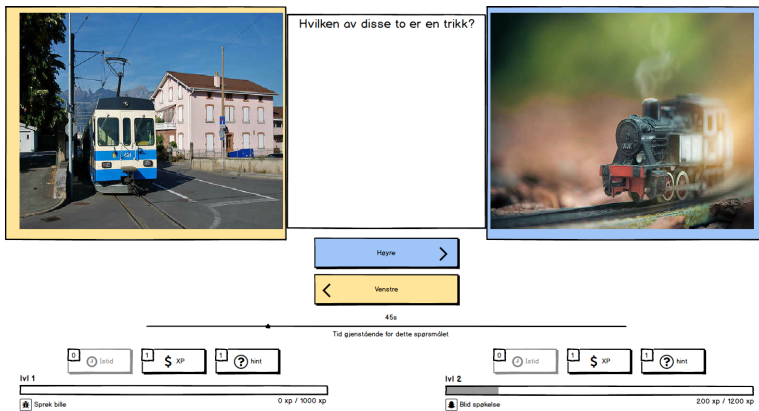 Hvilken av disse to er en trikk?
Høyre
Venstre
45s
Tid gjenstående for dette spørsmålet
0 Istid
1 $ XP
1 ? hint
0 Istid
1 $ XP
1 ? hint
lvl 1
Sprek bille
0 xp / 1000 xp
lvl 2
Blid spøkelse
200 xp / 1200 xp